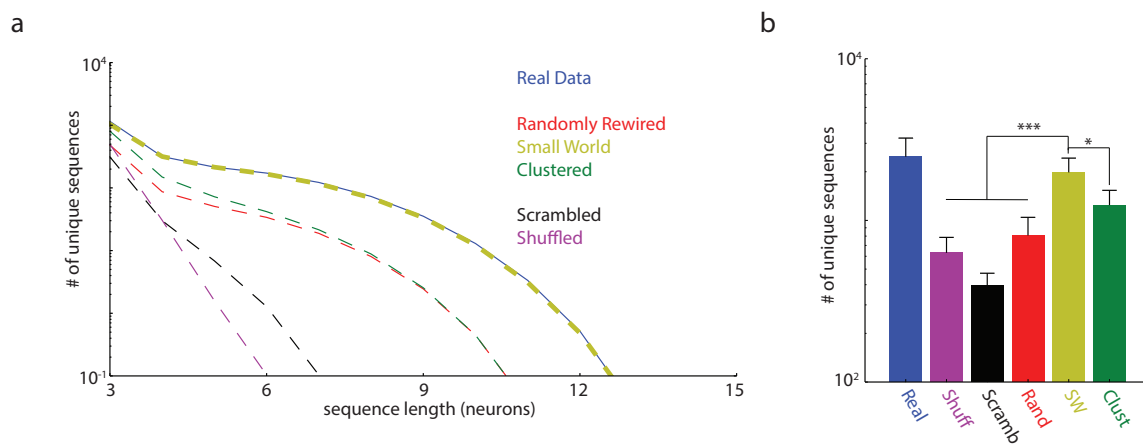 a
10^4
Real Data
Randomly Rewired
Small World
Clustered
Scrambled
Shuffled
# of unique sequences
10^-1
3
6
9
12
15
sequence length (neurons)
b
10^4
***
*
# of unique sequences
10^2
Real
Shuff
Scramb
Rand
SW
Clust